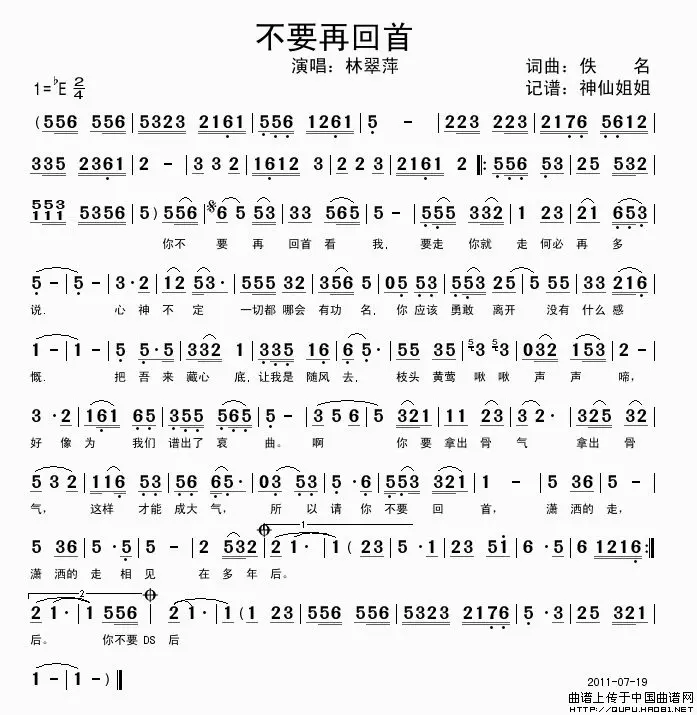 不要再回首
演唱：林翠萍
词曲：佚 名
1=♭E 2/4
记谱：神仙姐姐
(556 556 | 5323 2161 | 556 1261 | 5 - | 223 223 | 2176 5612 |
335 2361 | 2 - | 3 3 2 | 1612 3 | 2 2 3 | 2161 2 ‖: 556 53 | 25 532 |
553
111 5356 | 5) 556 | 6 5 53 | 33 565 | 5 - | 555 332 | 1 23 | 21 653 |
你不 要 再 回首 看 我， 要走 你就 走 何必 再 多
5 - | 5 - | 3·2 | 12 53· | 555 32 | 356 5 | 05 53 | 553 25 | 5 55 | 33 216 |
说． 心 神 不 定 一切都 哪会 有功 名， 你 应该 勇敢 离开 没有 什么 感
1 - | 1 - | 5 5·5 | 332 1 | 335 16 | 6 5· | 5 5 | 53 3 | 032 153 | 2 - |
慨． 把 吾 来 藏心 底， 让我是 随风 去， 枝头 黄莺 啾啾 声 声 啼，
3 ·2 | 161 65 | 355 565 | 5 - | 3 5 6 | 5 321 | 11 23 | 3 2· | 325 32 |
好 像 为 我们 谱出了 哀 曲。 啊 你 要 拿出 骨 气 拿出 骨
5 3 2 | 116 53 | 56 65· | 03 53 | 5 ·6 | 553 321 | 1 - | 5 36 | 5 - |
气， 这样 才能 成大 气， 所 以 请 你 不要 回 首， 潇 洒的 走，
5 36 | 5 ·5 | 5 - | 2 532 | 2 1· | 1 ( 23 | 5 ·1 | 23 5i | 6 ·6 | 1216 :‖
1
潇 洒的 走 相 见 在 多 年 后。
2
2 1· | 1 556 | 2 1· | 1 (1 23 | 556 556 | 5323 2176 | 5 ·3 | 25 321 |
后。 你不要 DS 后
1 - | 1 - ) ‖
2011-07-19
曲谱上传于中国曲谱网
HTTP://QUPU.HAO81.NET